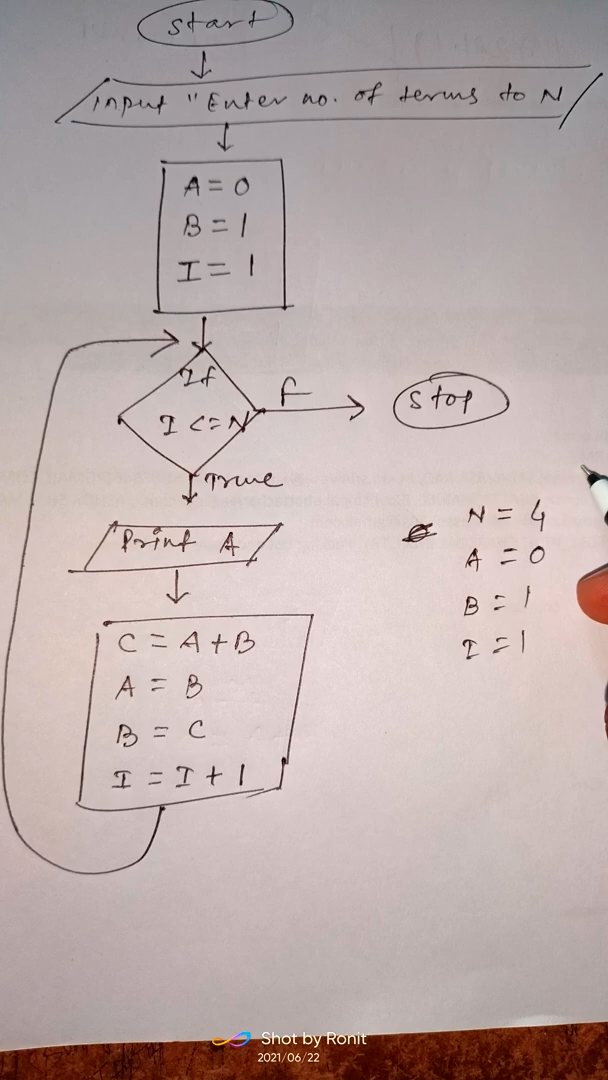 start
Input "Enter no. of terms to N
A = 0
B = 1
I = 1
If
I <= N
F
Stop
True
Print A
C = A + B
A = B
B = C
I = I + 1
N = 4
A = 0
B = 1
I = 1
Shot by Ronit
2021/06/22